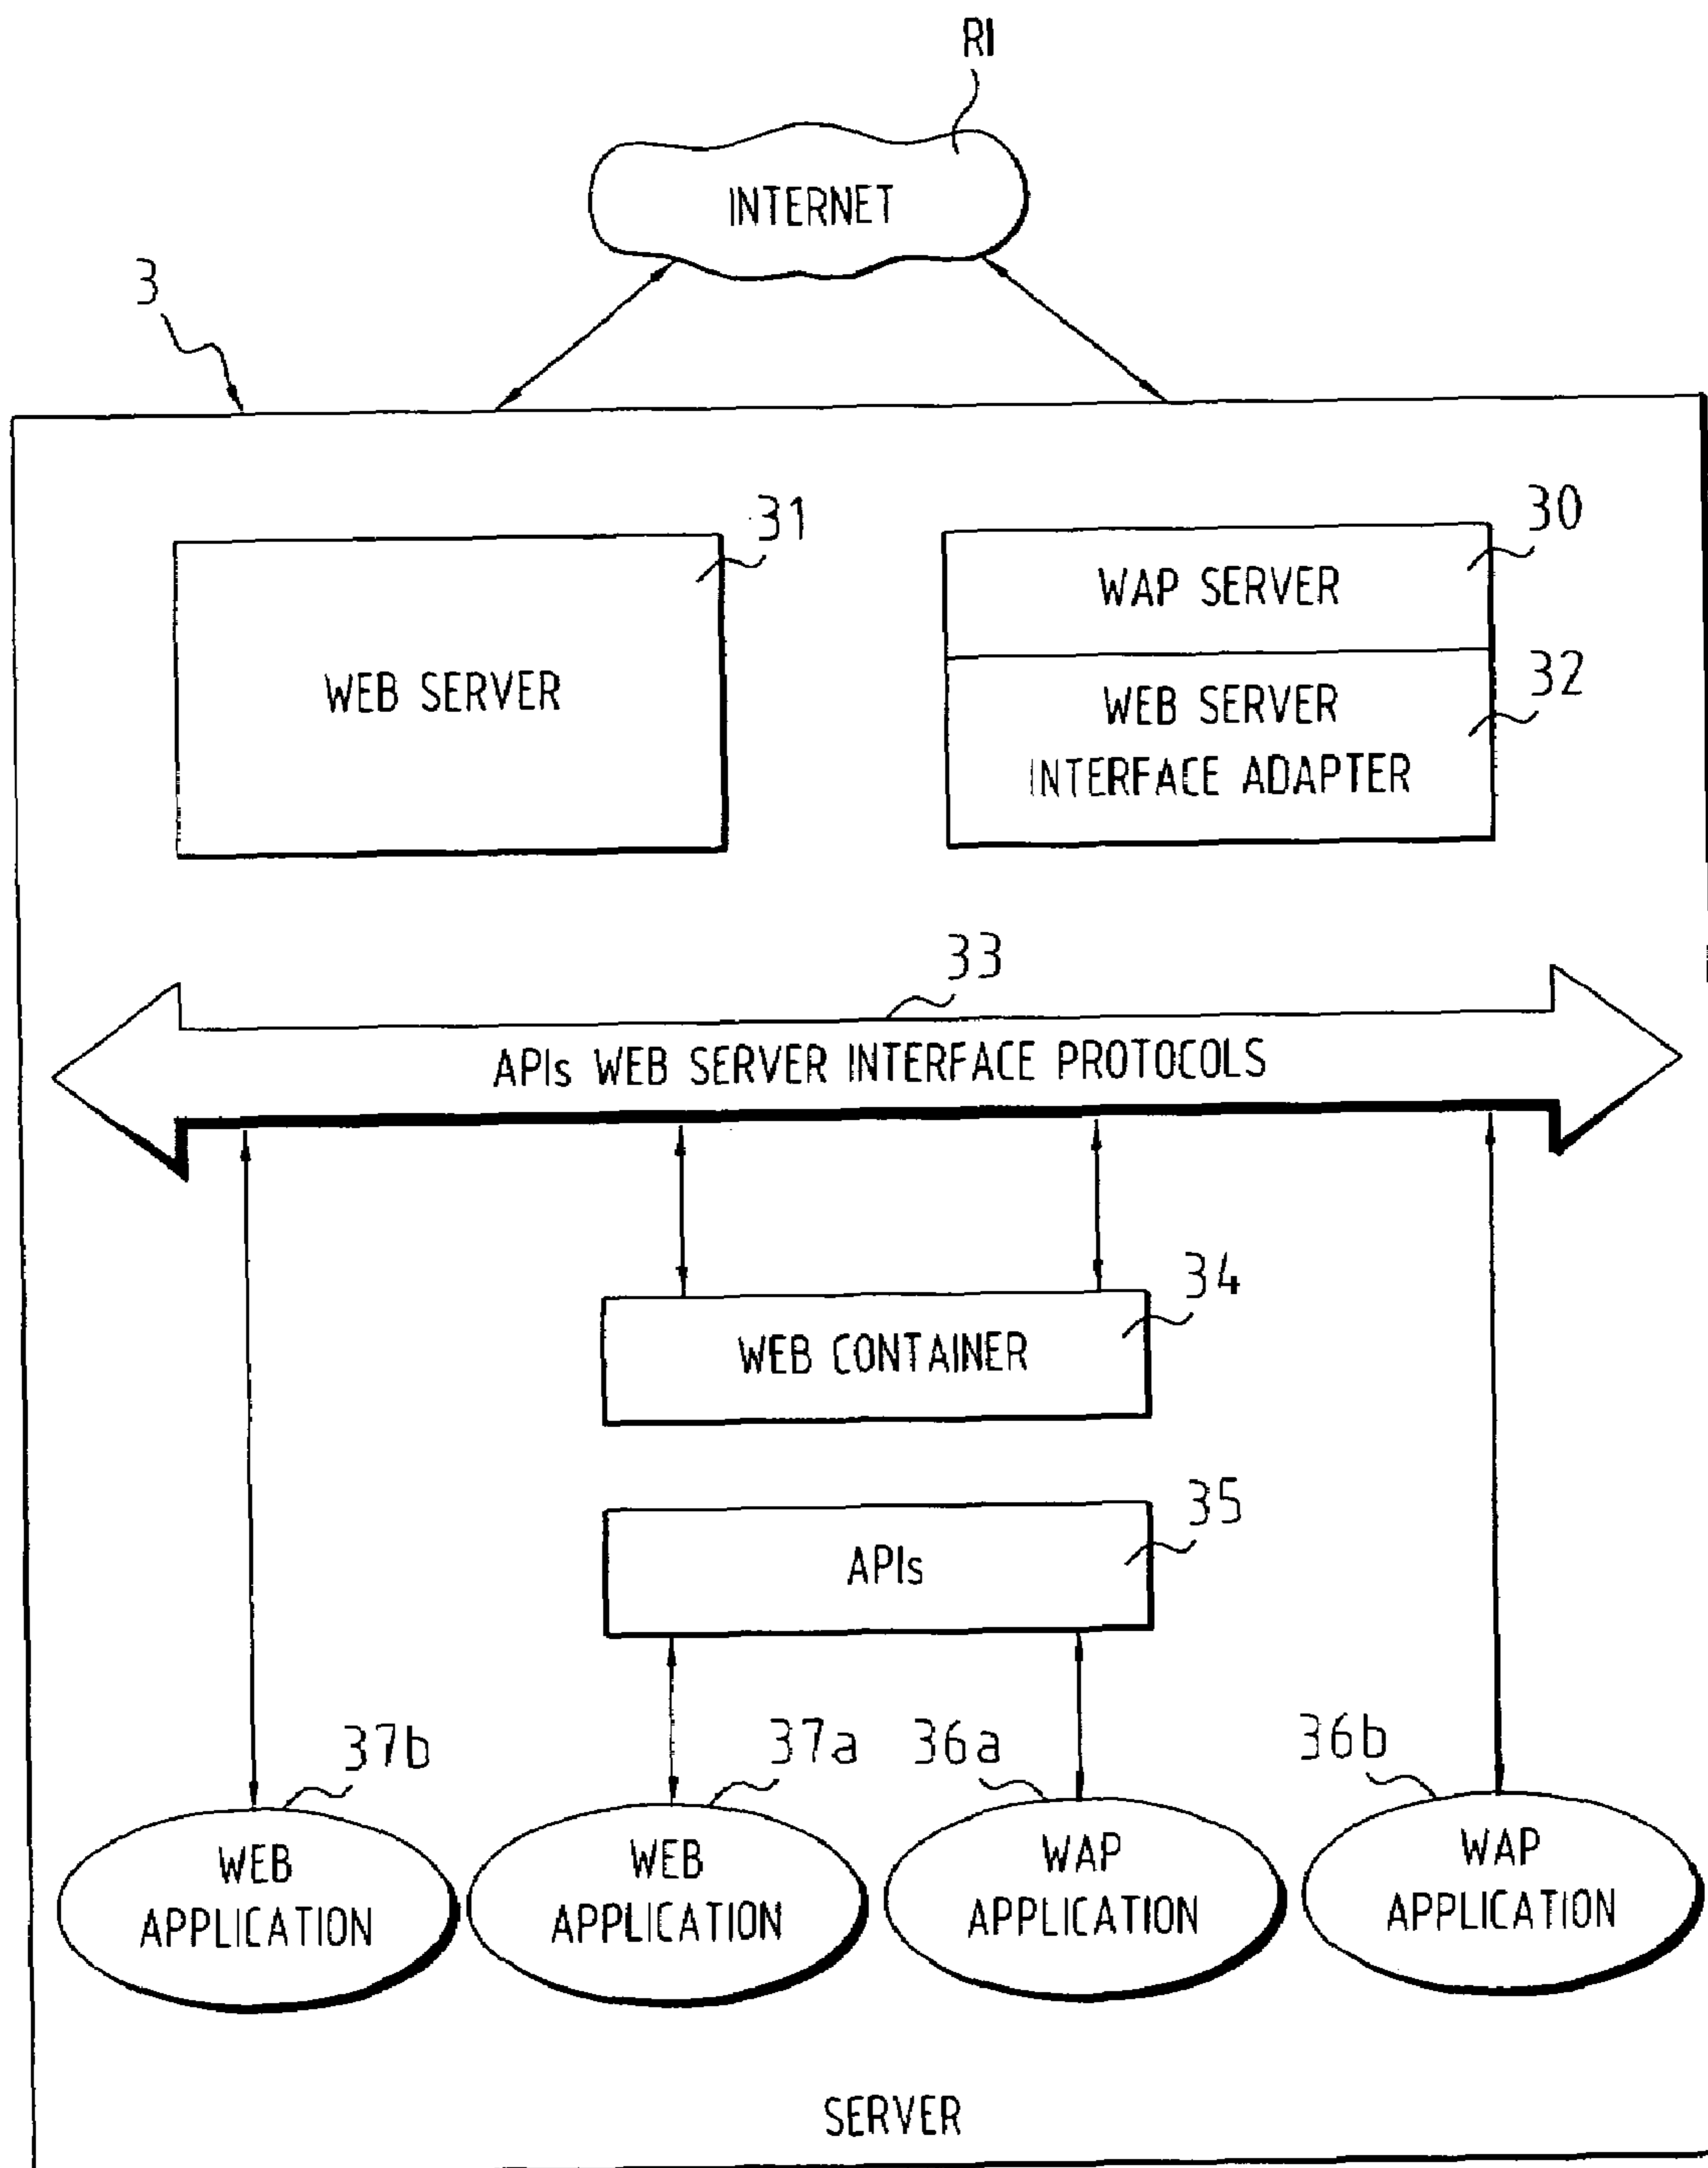 RI
INTERNET
3
31
30
WAP SERVER
WEB SERVER
32
WEB SERVER
INTERFACE ADAPTER
33
APIs WEB SERVER INTERFACE PROTOCOLS
34
WEB CONTAINER
35
APIs
37b
37a
36a
36b
WEB
APPLICATION
WEB
APPLICATION
WAP
APPLICATION
WAP
APPLICATION
SERVER